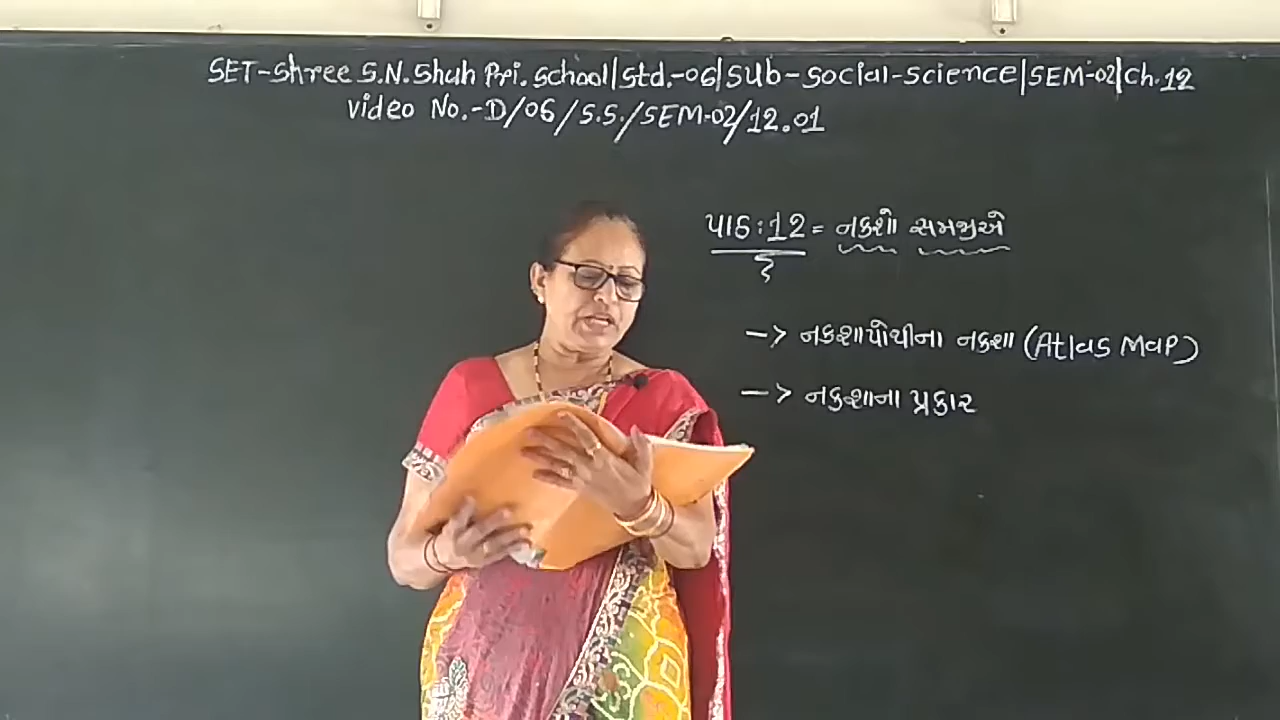 SET-Shree S.N.Shah Pri. School|Std.-06|Sub-Social-Science|SEM-02|Ch.12
Video No.-D/06/S.S./SEM-02/12.01
પાઠ:12 = નકશો સમજીએ
-> નકશાપોથીના નકશા (Atlas Map)
-> નકશાના પ્રકાર